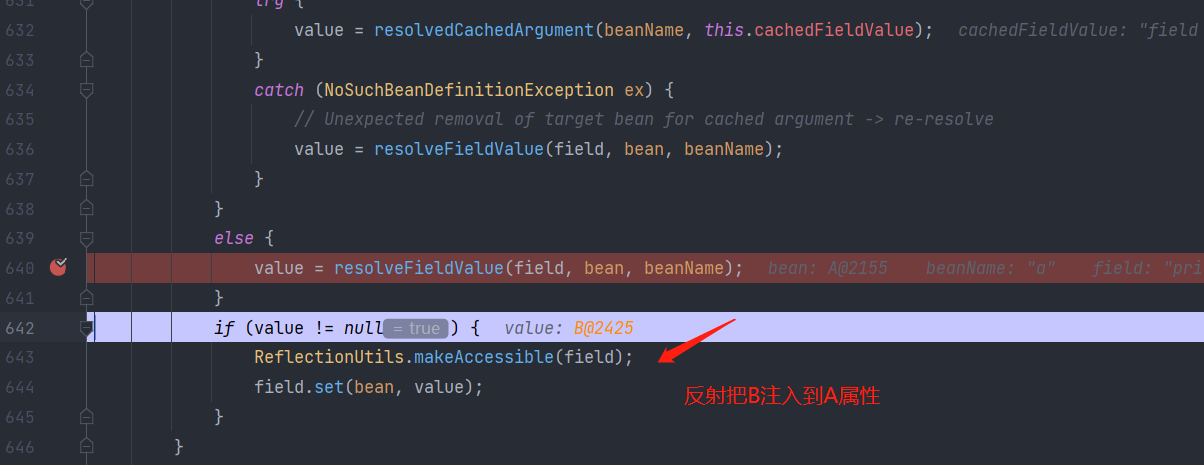 631 try {
632 value = resolvedCachedArgument(beanName, this.cachedFieldValue); cachedFieldValue: "field
633 }
634 catch (NoSuchBeanDefinitionException ex) {
635 // Unexpected removal of target bean for cached argument -> re-resolve
636 value = resolveFieldValue(field, bean, beanName);
637 }
638 }
639 else {
640 value = resolveFieldValue(field, bean, beanName); bean: A@2155 beanName: "a" field: "pri
641 }
642 if (value != null = true ) { value: B@2425
643 ReflectionUtils.makeAccessible(field);
644 field.set(bean, value);
反射把B注入到A属性
645 }
646 }